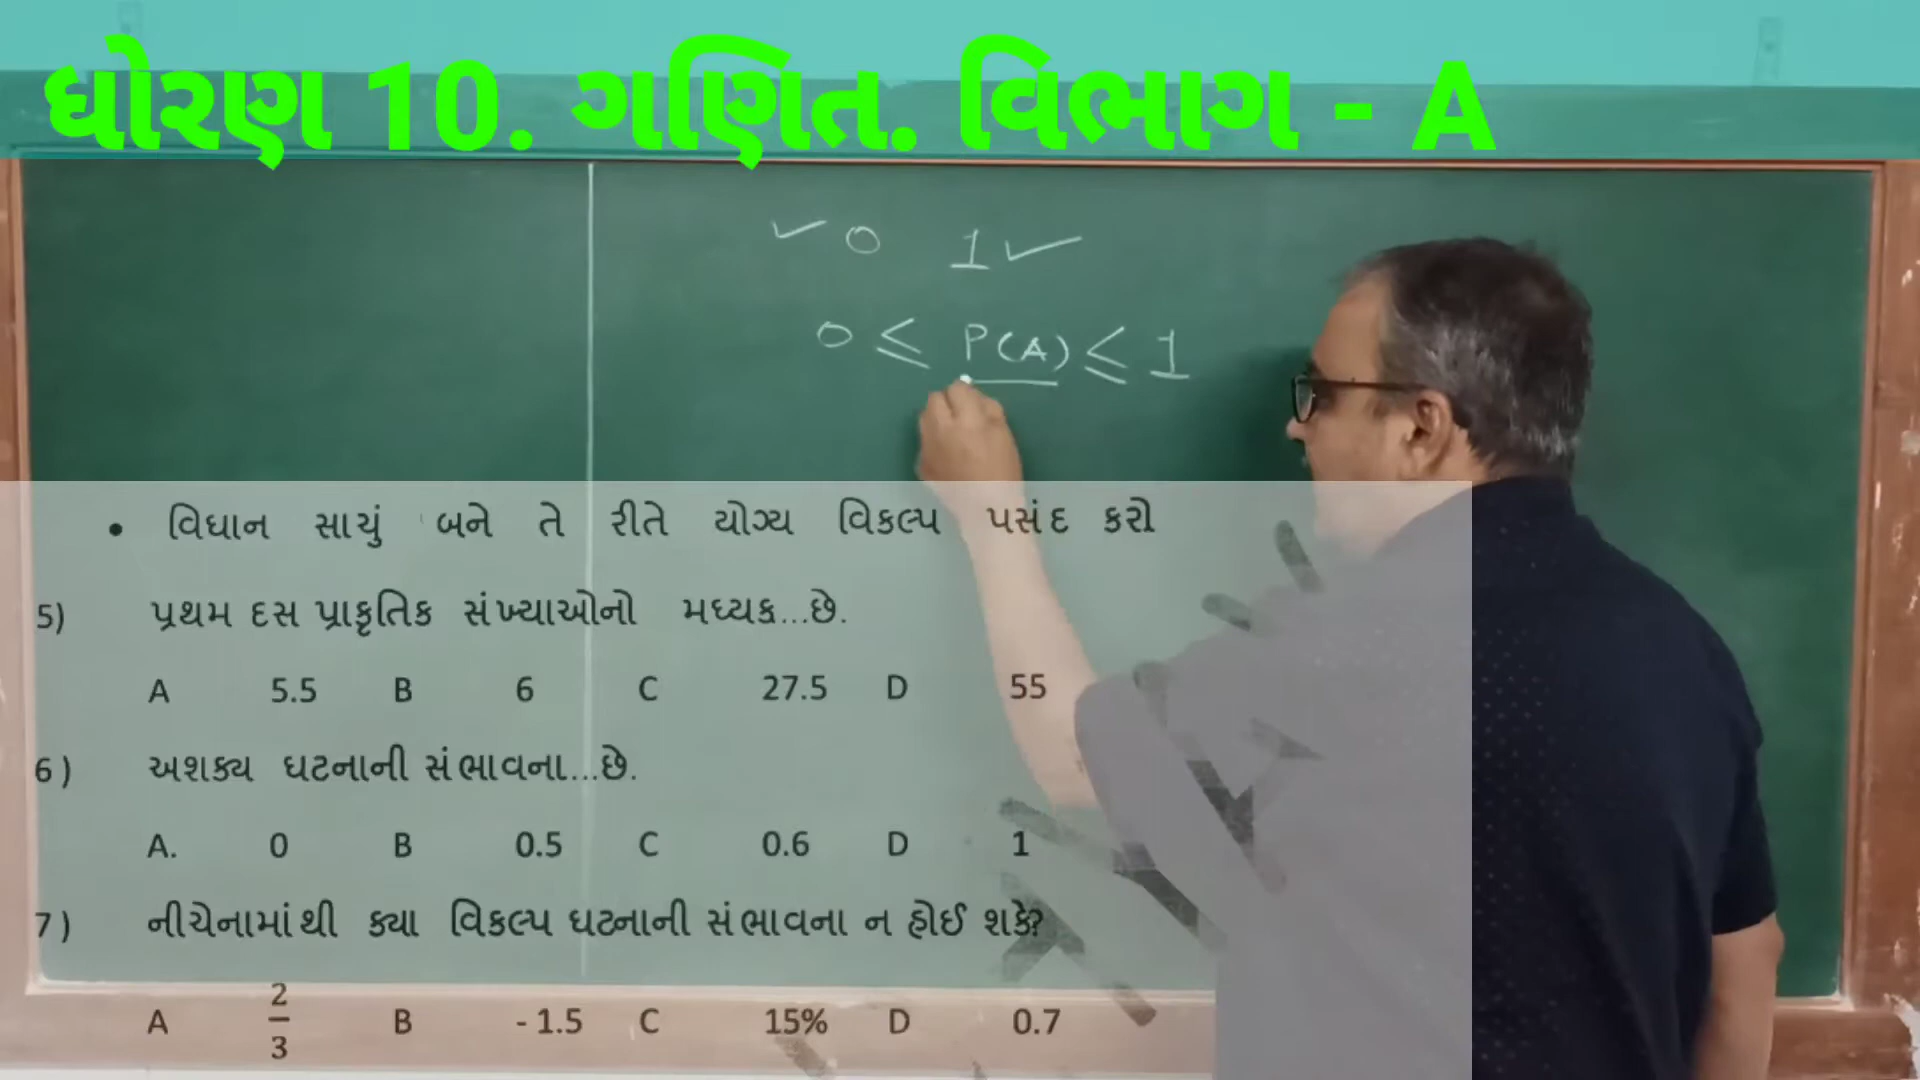 ધોરણ 10. ગણિત. વિભાગ - A
✓ 0 1 ✓
0 ≤ P(A) ≤ 1
• વિધાન સાચું બને તે રીતે યોગ્ય વિકલ્પ પસંદ કરો
5) પ્રથમ દસ પ્રાકૃતિક સંખ્યાઓનો મધ્યક...છે.
A 5.5 B 6 C 27.5 D 55
6) અશક્ય ઘટનાની સંભાવના...છે.
A. 0 B 0.5 C 0.6 D 1
7) નીચેનામાંથી ક્યા વિકલ્પ ઘટનાની સંભાવના ન હોઈ શકે?
A 2/3 B - 1.5 C 15% D 0.7